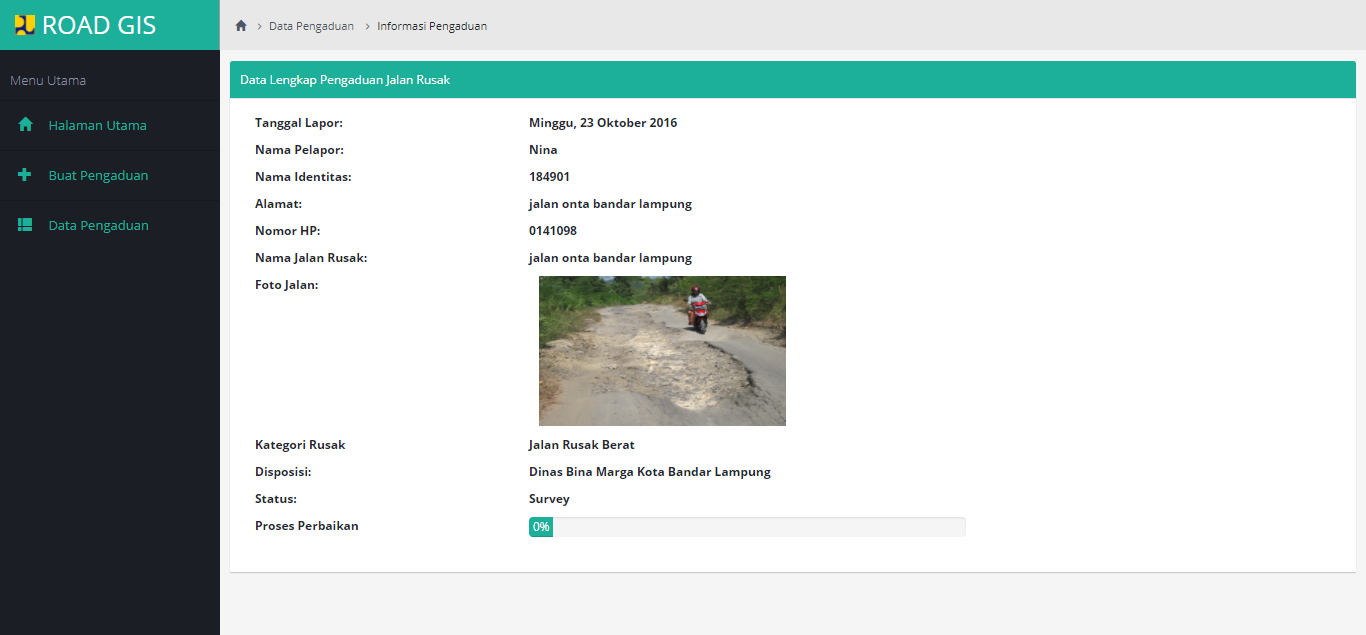 ROAD GIS
Data Pengaduan Informasi Pengaduan
Menu Utama
Halaman Utama
Buat Pengaduan
Data Pengaduan
Data Lengkap Pengaduan Jalan Rusak
Tanggal Lapor: Minggu, 23 Oktober 2016
Nama Pelapor: Nina
Nama Identitas: 184901
Alamat: jalan onta bandar lampung
Nomor HP: 0141098
Nama Jalan Rusak: jalan onta bandar lampung
Foto Jalan:
Kategori Rusak Jalan Rusak Berat
Disposisi: Dinas Bina Marga Kota Bandar Lampung
Status: Survey
Proses Perbaikan 0%